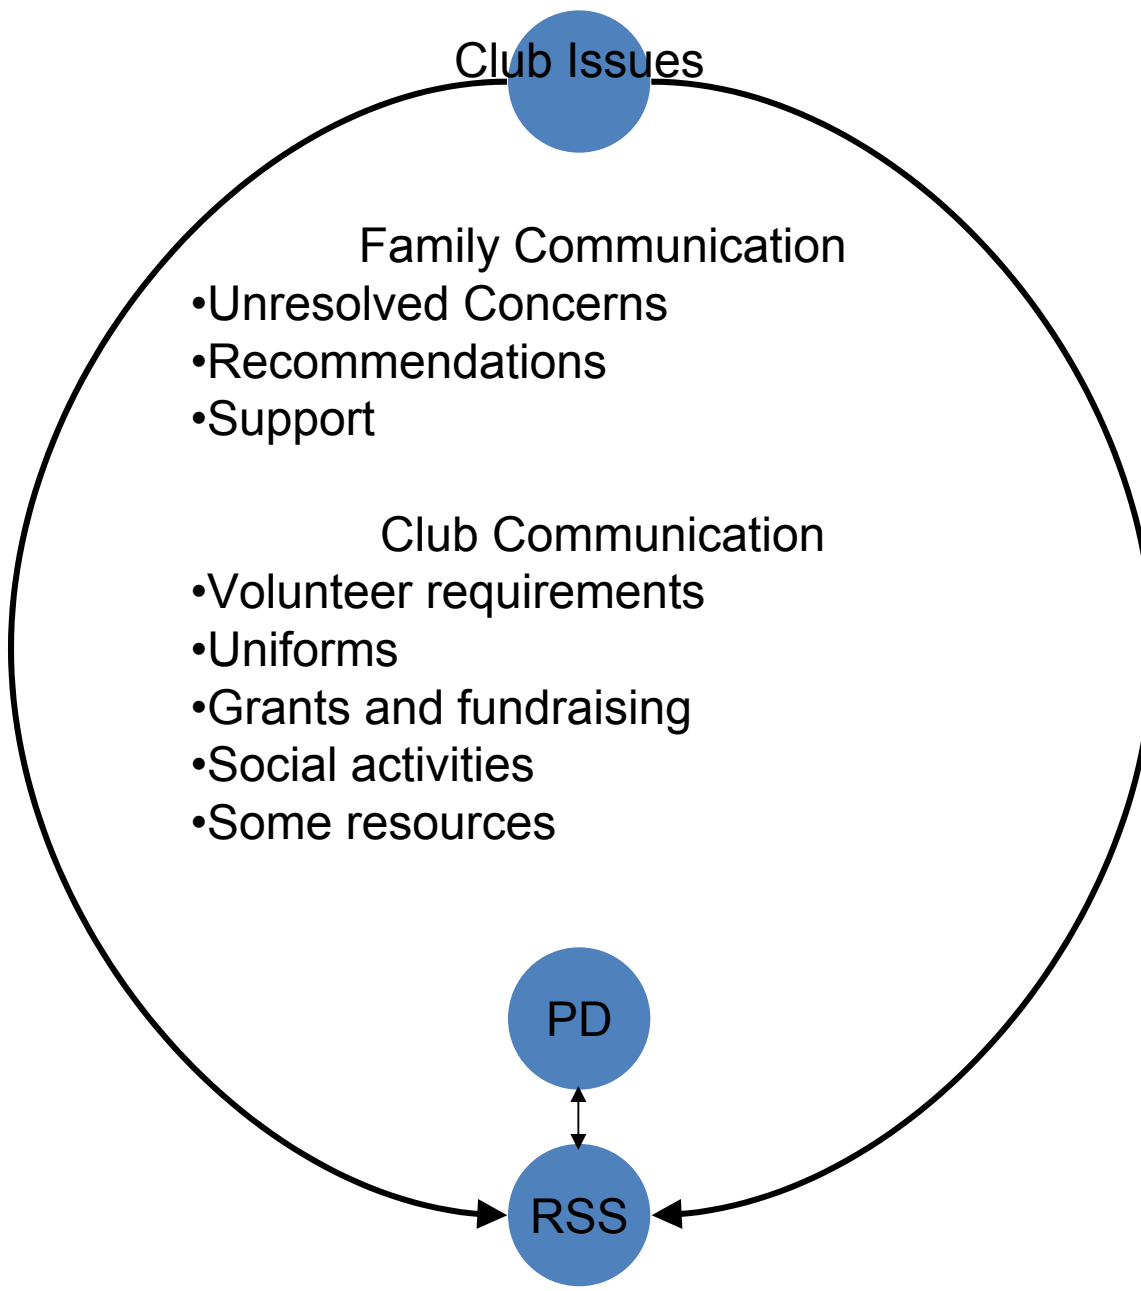 Club Issues
Family Communication
•Unresolved Concerns
•Recommendations
•Support
Club Communication
•Volunteer requirements
•Uniforms
•Grants and fundraising
•Social activities
•Some resources
PD
RSS